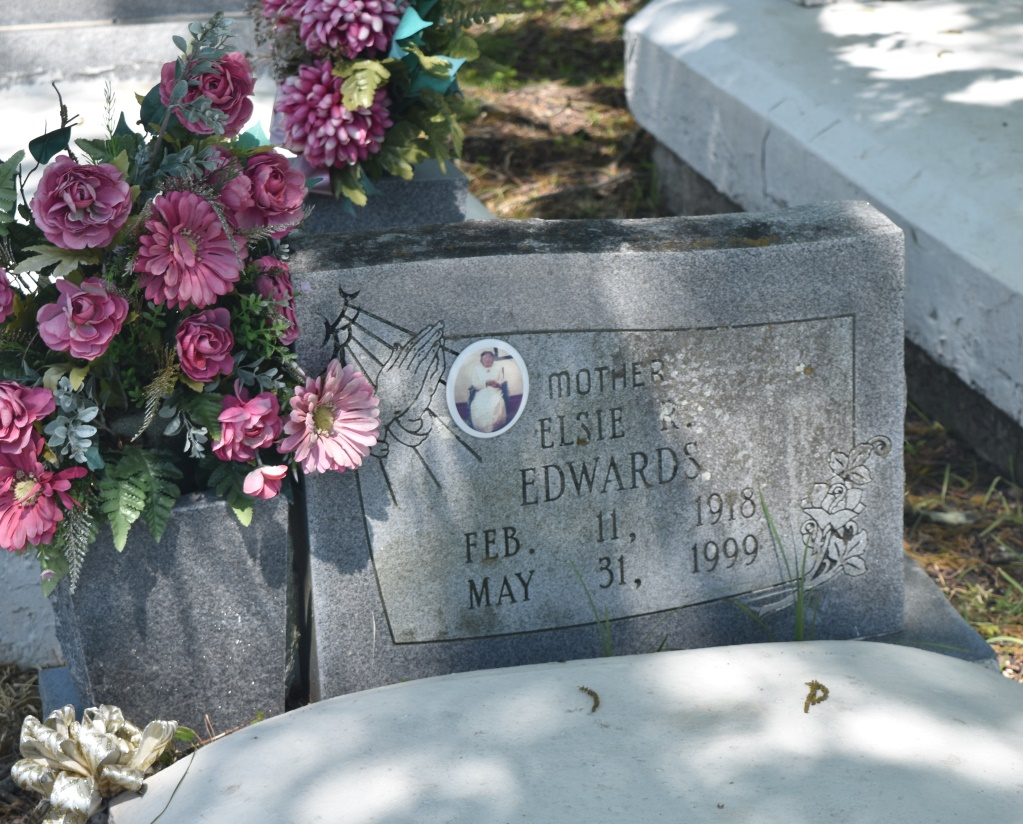 MOTHER
ELSIE R.
EDWARDS
FEB. 11, 1918
MAY 31, 1999